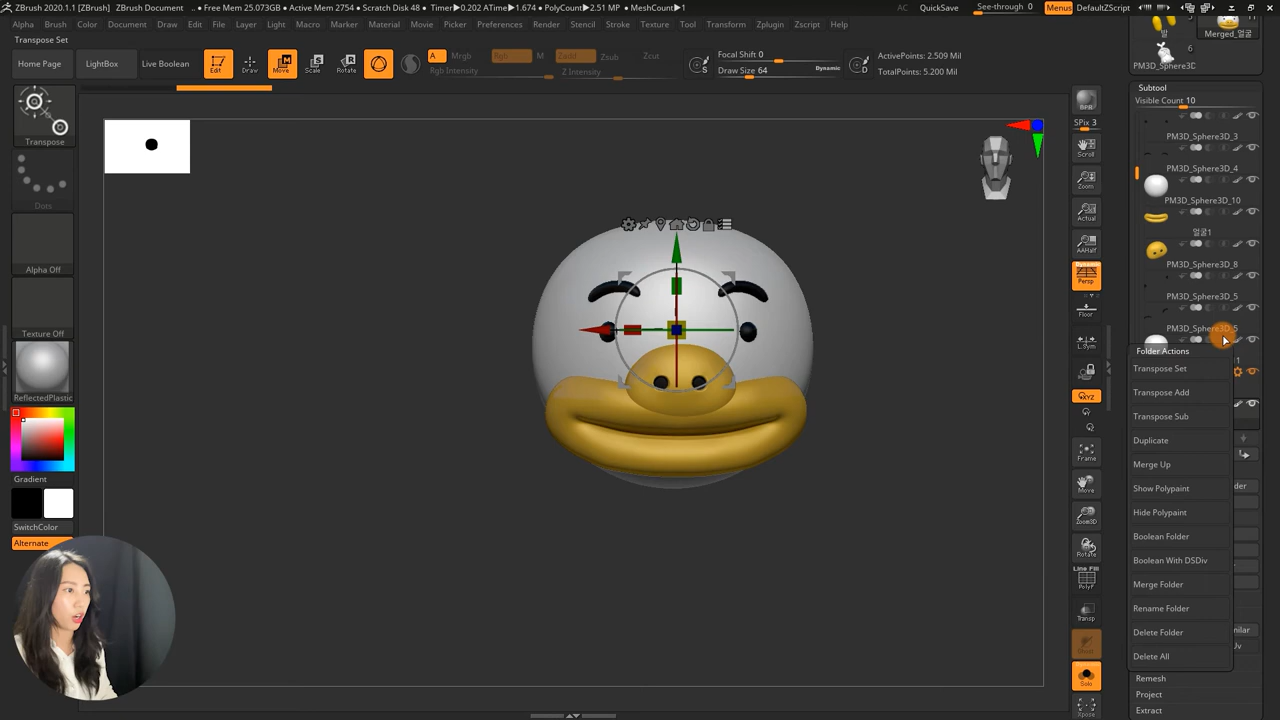 ZBrush 2020.1.1 [ZBrush] ZBrush Document .. • Free Mem 25.073GB • Active Mem 2754 • Scratch Disk 48 • Timer▶0.202 ATime▶1.674 • PolyCount▶2.51 MP • MeshCount▶1
AC QuickSave See-through 0 Menus DefaultZScript
Alpha Brush Color Document Draw Edit File Layer Light Macro Marker Material Movie Picker Preferences Render Stencil Stroke Texture Tool Transform Zplugin Zscript Help
Transpose Set
Home Page LightBox Live Boolean
Edit Draw Move Scale Rotate
A Mrgb Rgb M Zadd Zsub Zcut
Rgb Intensity Z Intensity
S
Focal Shift 0
Draw Size 64 Dynamic
D
ActivePoints: 2.509 Mil
TotalPoints: 5.200 Mil
Transpose
Dots
Alpha Off
Texture Off
ReflectedPlastic
Gradient
SwitchColor
Alternate
BPR
SPix 3
Scroll
Zoom
Actual
AAHalf
Dynamic
Persp
Floor
L.Sym
XYZ
Frame
Move
Zoom3D
Rotate
Line Fill
PolyF
Transp
Ghost
Dynamic
Solo
Xpose
발
Merged_얼굴
6
PM3D_Sphere3D
Subtool
Visible Count 10
PM3D_Sphere3D_3
PM3D_Sphere3D_4
PM3D_Sphere3D_10
얼굴1
PM3D_Sphere3D_8
PM3D_Sphere3D_5
PM3D_Sphere3D_5
Folder Actions
Transpose Set
Transpose Add
Transpose Sub
Duplicate
Merge Up
Show Polypaint
Hide Polypaint
Boolean Folder
Boolean With DSDiv
Merge Folder
Rename Folder
Delete Folder
Delete All
Remesh
Project
Extract